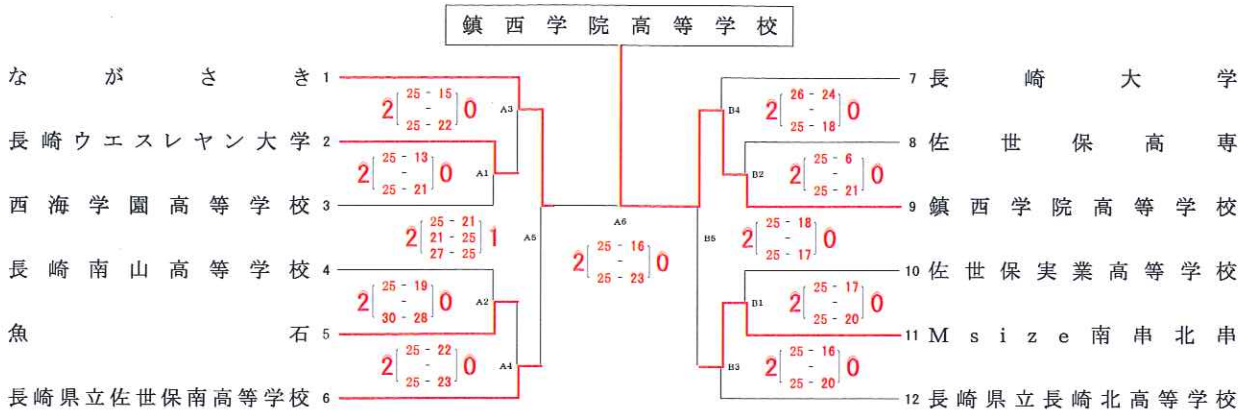 鎮西学院高等学校
ながさき 1
長崎ウエスレヤン大学 2
西海学園高等学校 3
長崎南山高等学校 4
魚石 5
長崎県立佐世保南高等学校 6
7 長崎大学
8 佐世保高専
9 鎮西学院高等学校
10 佐世保実業高等学校
11 Msize南串北串
12 長崎県立長崎北高等学校
A3
2 25 - 15 0
-
25 - 22
A1
2 25 - 13 0
-
25 - 21
A5
2 25 - 21 1
21 - 25
27 - 25
A2
2 25 - 19 0
-
30 - 28
A4
2 25 - 22 0
-
25 - 23
A6
2 25 - 16 0
-
25 - 23
B4
2 26 - 24 0
-
25 - 18
B2
2 25 - 6 0
-
25 - 21
B5
2 25 - 18 0
-
25 - 17
B1
2 25 - 17 0
-
25 - 20
B3
2 25 - 16 0
-
25 - 20